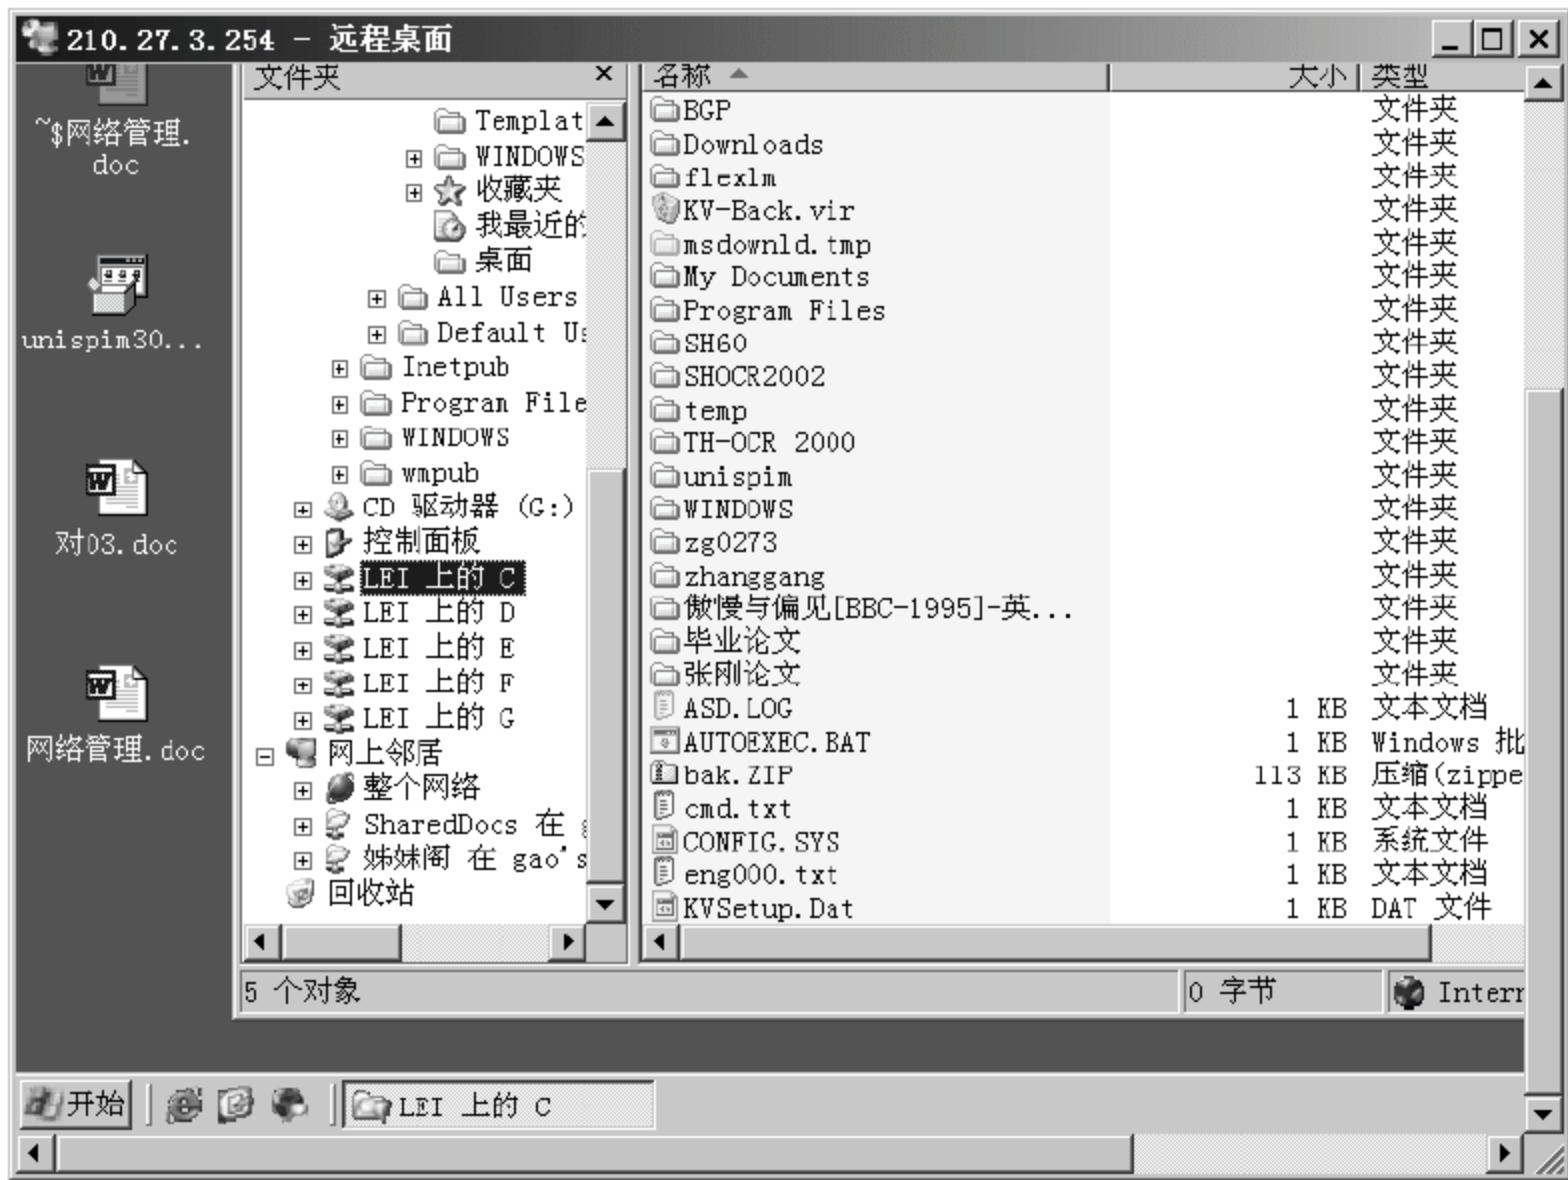 210.27.3.254 - 远程桌面
~$网络管理.
doc
unispim30...
对03.doc
网络管理.doc
文件夹
Templat
WINDOWS
收藏夹
我最近的
桌面
All Users
Default Us
Inetpub
Program File
WINDOWS
wmpub
CD 驱动器 (G:)
控制面板
LEI 上的 C
LEI 上的 D
LEI 上的 E
LEI 上的 F
LEI 上的 G
网上邻居
整个网络
SharedDocs 在 g
姊妹阁 在 gao's
回收站
名称 大小 类型
BGP 文件夹
Downloads 文件夹
flexlm 文件夹
KV-Back.vir 文件夹
msdownld.tmp 文件夹
My Documents 文件夹
Program Files 文件夹
SH60 文件夹
SHOCR2002 文件夹
temp 文件夹
TH-OCR 2000 文件夹
unispim 文件夹
WINDOWS 文件夹
zg0273 文件夹
zhanggang 文件夹
傲慢与偏见[BBC-1995]-英... 文件夹
毕业论文 文件夹
张刚论文 文件夹
ASD.LOG 1 KB 文本文档
AUTOEXEC.BAT 1 KB Windows 批
bak.ZIP 113 KB 压缩(zippe
cmd.txt 1 KB 文本文档
CONFIG.SYS 1 KB 系统文件
eng000.txt 1 KB 文本文档
KVSetup.Dat 1 KB DAT 文件
5 个对象 0 字节 Intern
开始 LEI 上的 C